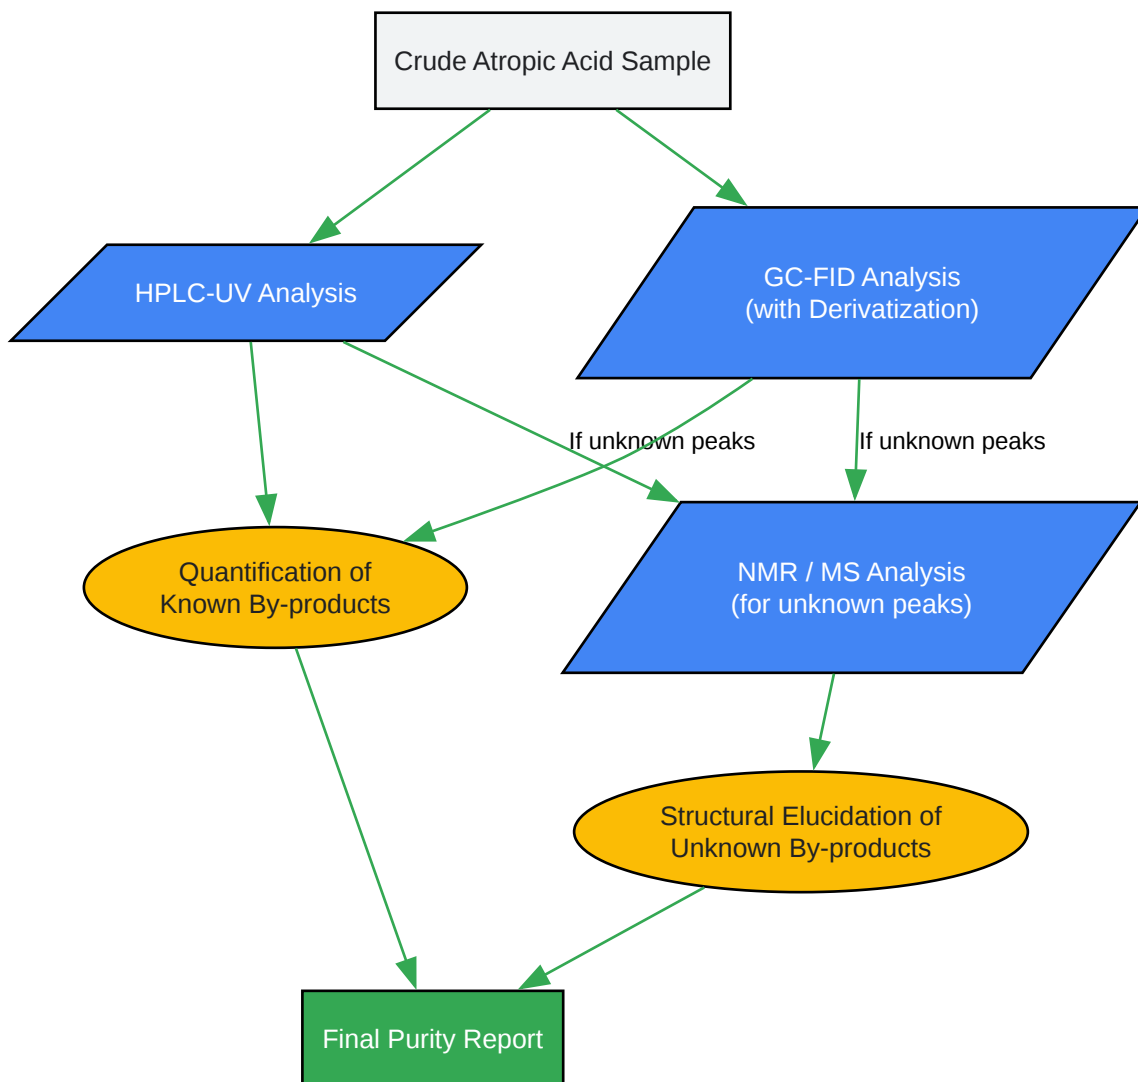 Crude Atropic Acid Sample
HPLC-UV Analysis
GC-FID Analysis
(with Derivatization)
If unknown peaks
If unknown peaks
Quantification of
Known By-products
NMR / MS Analysis
(for unknown peaks)
Structural Elucidation of
Unknown By-products
Final Purity Report